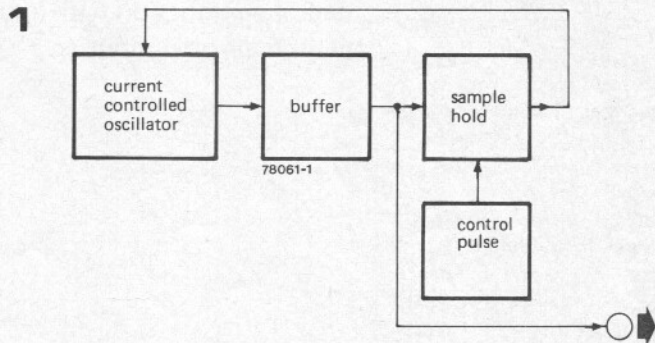 1
current
controlled
oscillator
buffer
sample
hold
78061-1
control
pulse